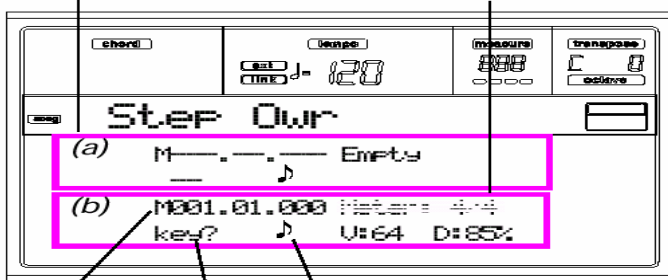 chord tempo measure transpose
ext link ♩= 120 888 C 0
octave
song Step Owr
(a) M---.--.--- Empty
-- ♪
(b) M001.01.000 Meter: 4/4
key? ♪ V:64 D:85%